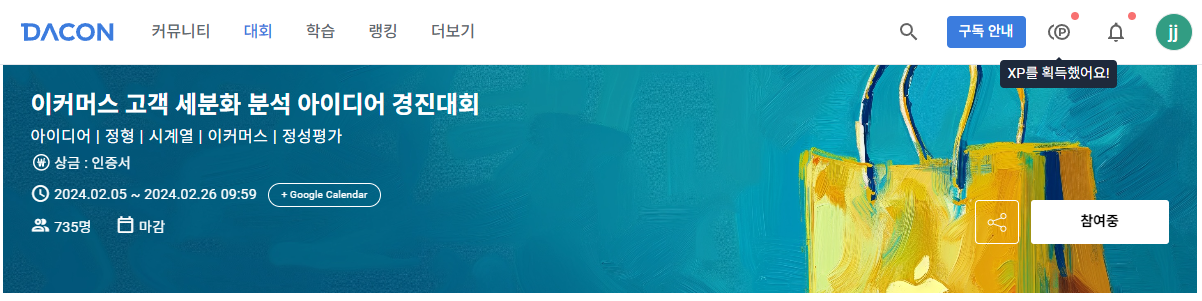 DACON 커뮤니티 대회 학습 랭킹 더보기 구독 안내 P jj
XP를 획득했어요!
이커머스 고객 세분화 분석 아이디어 경진대회
아이디어 | 정형 | 시계열 | 이커머스 | 정성평가
₩ 상금 : 인증서
2024.02.05 ~ 2024.02.26 09:59 + Google Calendar
735명 마감
참여중